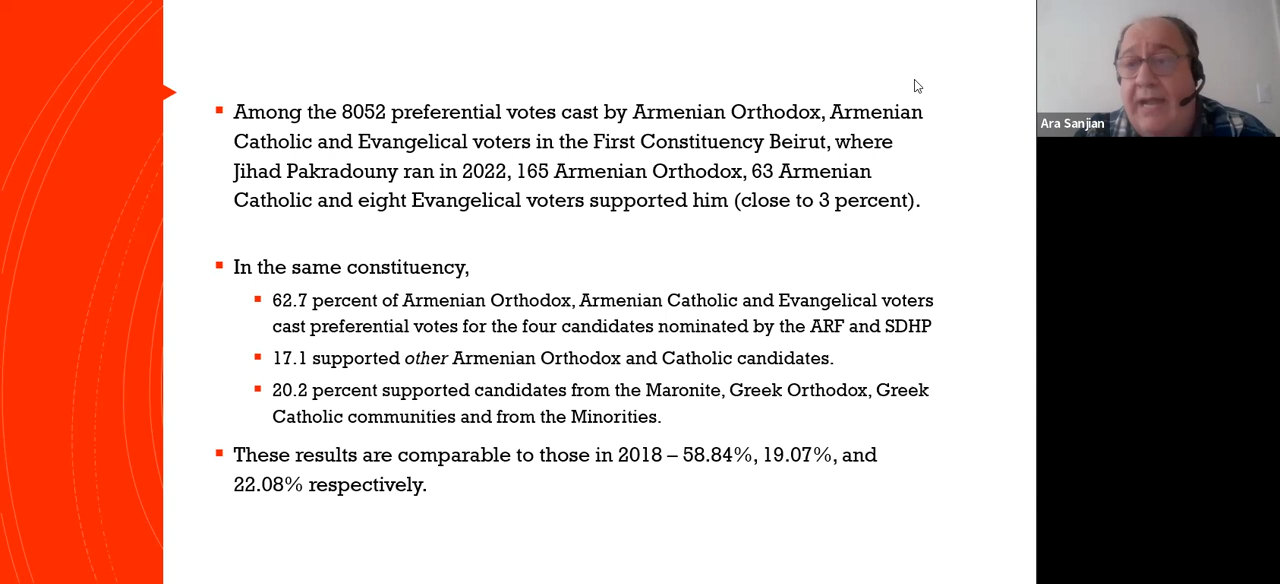 Among the 8052 preferential votes cast by Armenian Orthodox, Armenian
Catholic and Evangelical voters in the First Constituency Beirut, where
Jihad Pakradouny ran in 2022, 165 Armenian Orthodox, 63 Armenian
Catholic and eight Evangelical voters supported him (close to 3 percent).
In the same constituency,
62.7 percent of Armenian Orthodox, Armenian Catholic and Evangelical voters
cast preferential votes for the four candidates nominated by the ARF and SDHP
17.1 supported other Armenian Orthodox and Catholic candidates.
20.2 percent supported candidates from the Maronite, Greek Orthodox, Greek
Catholic communities and from the Minorities.
These results are comparable to those in 2018 – 58.84%, 19.07%, and
22.08% respectively.
Ara Sanjian